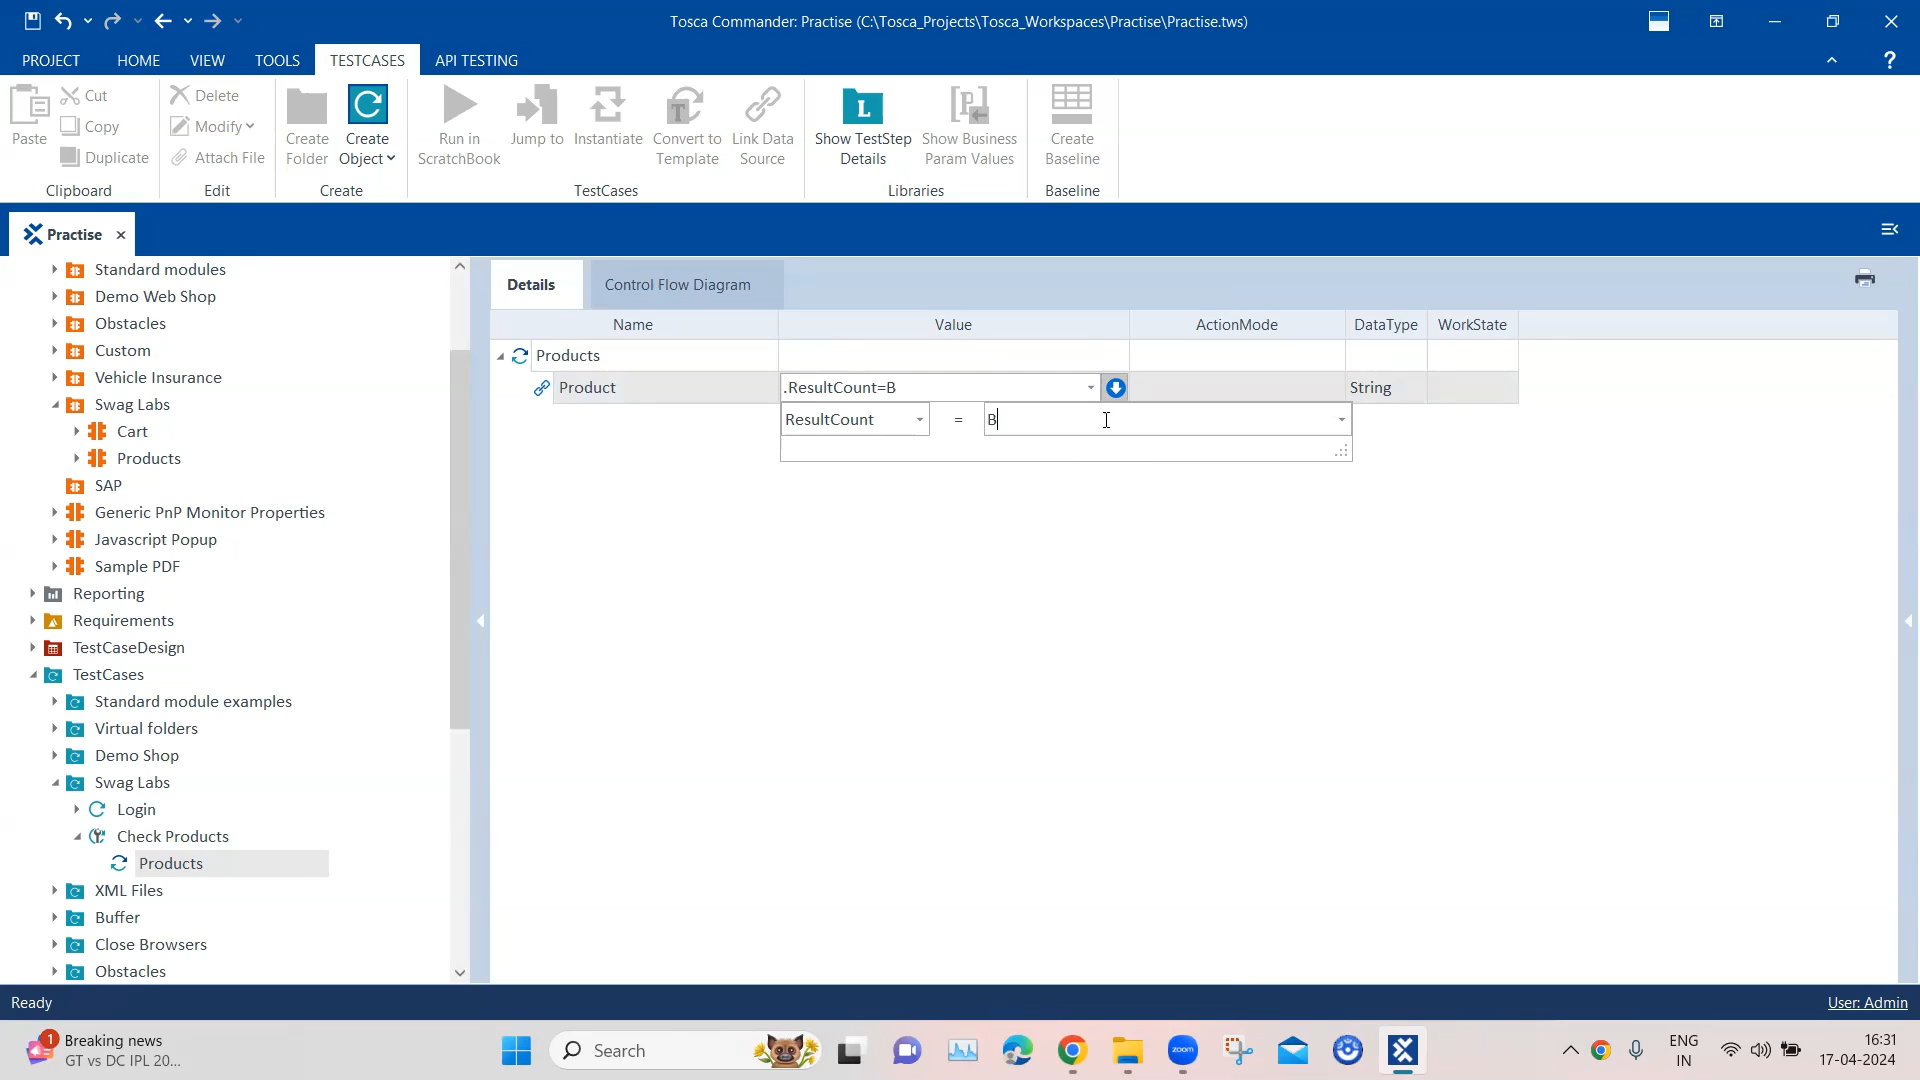 Tosca Commander: Practise (C:\Tosca_Projects\Tosca_Workspaces\Practise\Practise.tws)
PROJECT HOME VIEW TOOLS TESTCASES API TESTING ?
Paste Cut Copy Duplicate
Clipboard
Delete Modify Attach File
Edit
Create Folder Create Object
Create
Run in ScratchBook Jump to Instantiate Convert to Template Link Data Source
TestCases
Show TestStep Details Show Business Param Values
Libraries
Create Baseline
Baseline
Practise
Standard modules
Demo Web Shop
Obstacles
Custom
Vehicle Insurance
Swag Labs
Cart
Products
SAP
Generic PnP Monitor Properties
Javascript Popup
Sample PDF
Reporting
Requirements
TestCaseDesign
TestCases
Standard module examples
Virtual folders
Demo Shop
Swag Labs
Login
Check Products
Products
XML Files
Buffer
Close Browsers
Obstacles
Details Control Flow Diagram
Name Value ActionMode DataType WorkState
Products
Product .ResultCount=B String
ResultCount = B
Ready User: Admin
1 Breaking news
GT vs DC IPL 20...
Search
zoom
ENG
IN
16:31
17-04-2024